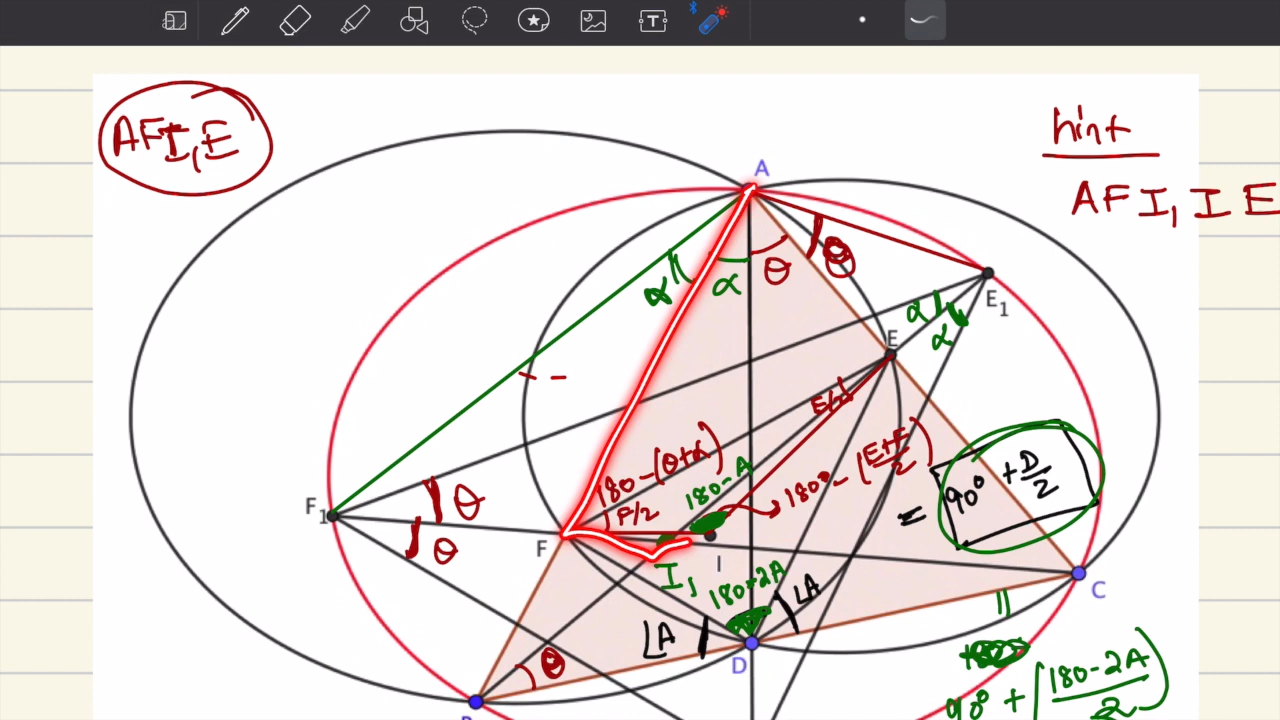 AFI₁E
hint
AFI₁IE
A
α
α
θ
θ
E₁
α
α
E
E/2
180-(θ+α)
180-A
180°-(E+F/2)
= 90°+D/2
F₁
θ
θ
F/2
F
I
I₁
180-2A
∠A
∠A
C
D
θ
B
90°+(180-2A/2)